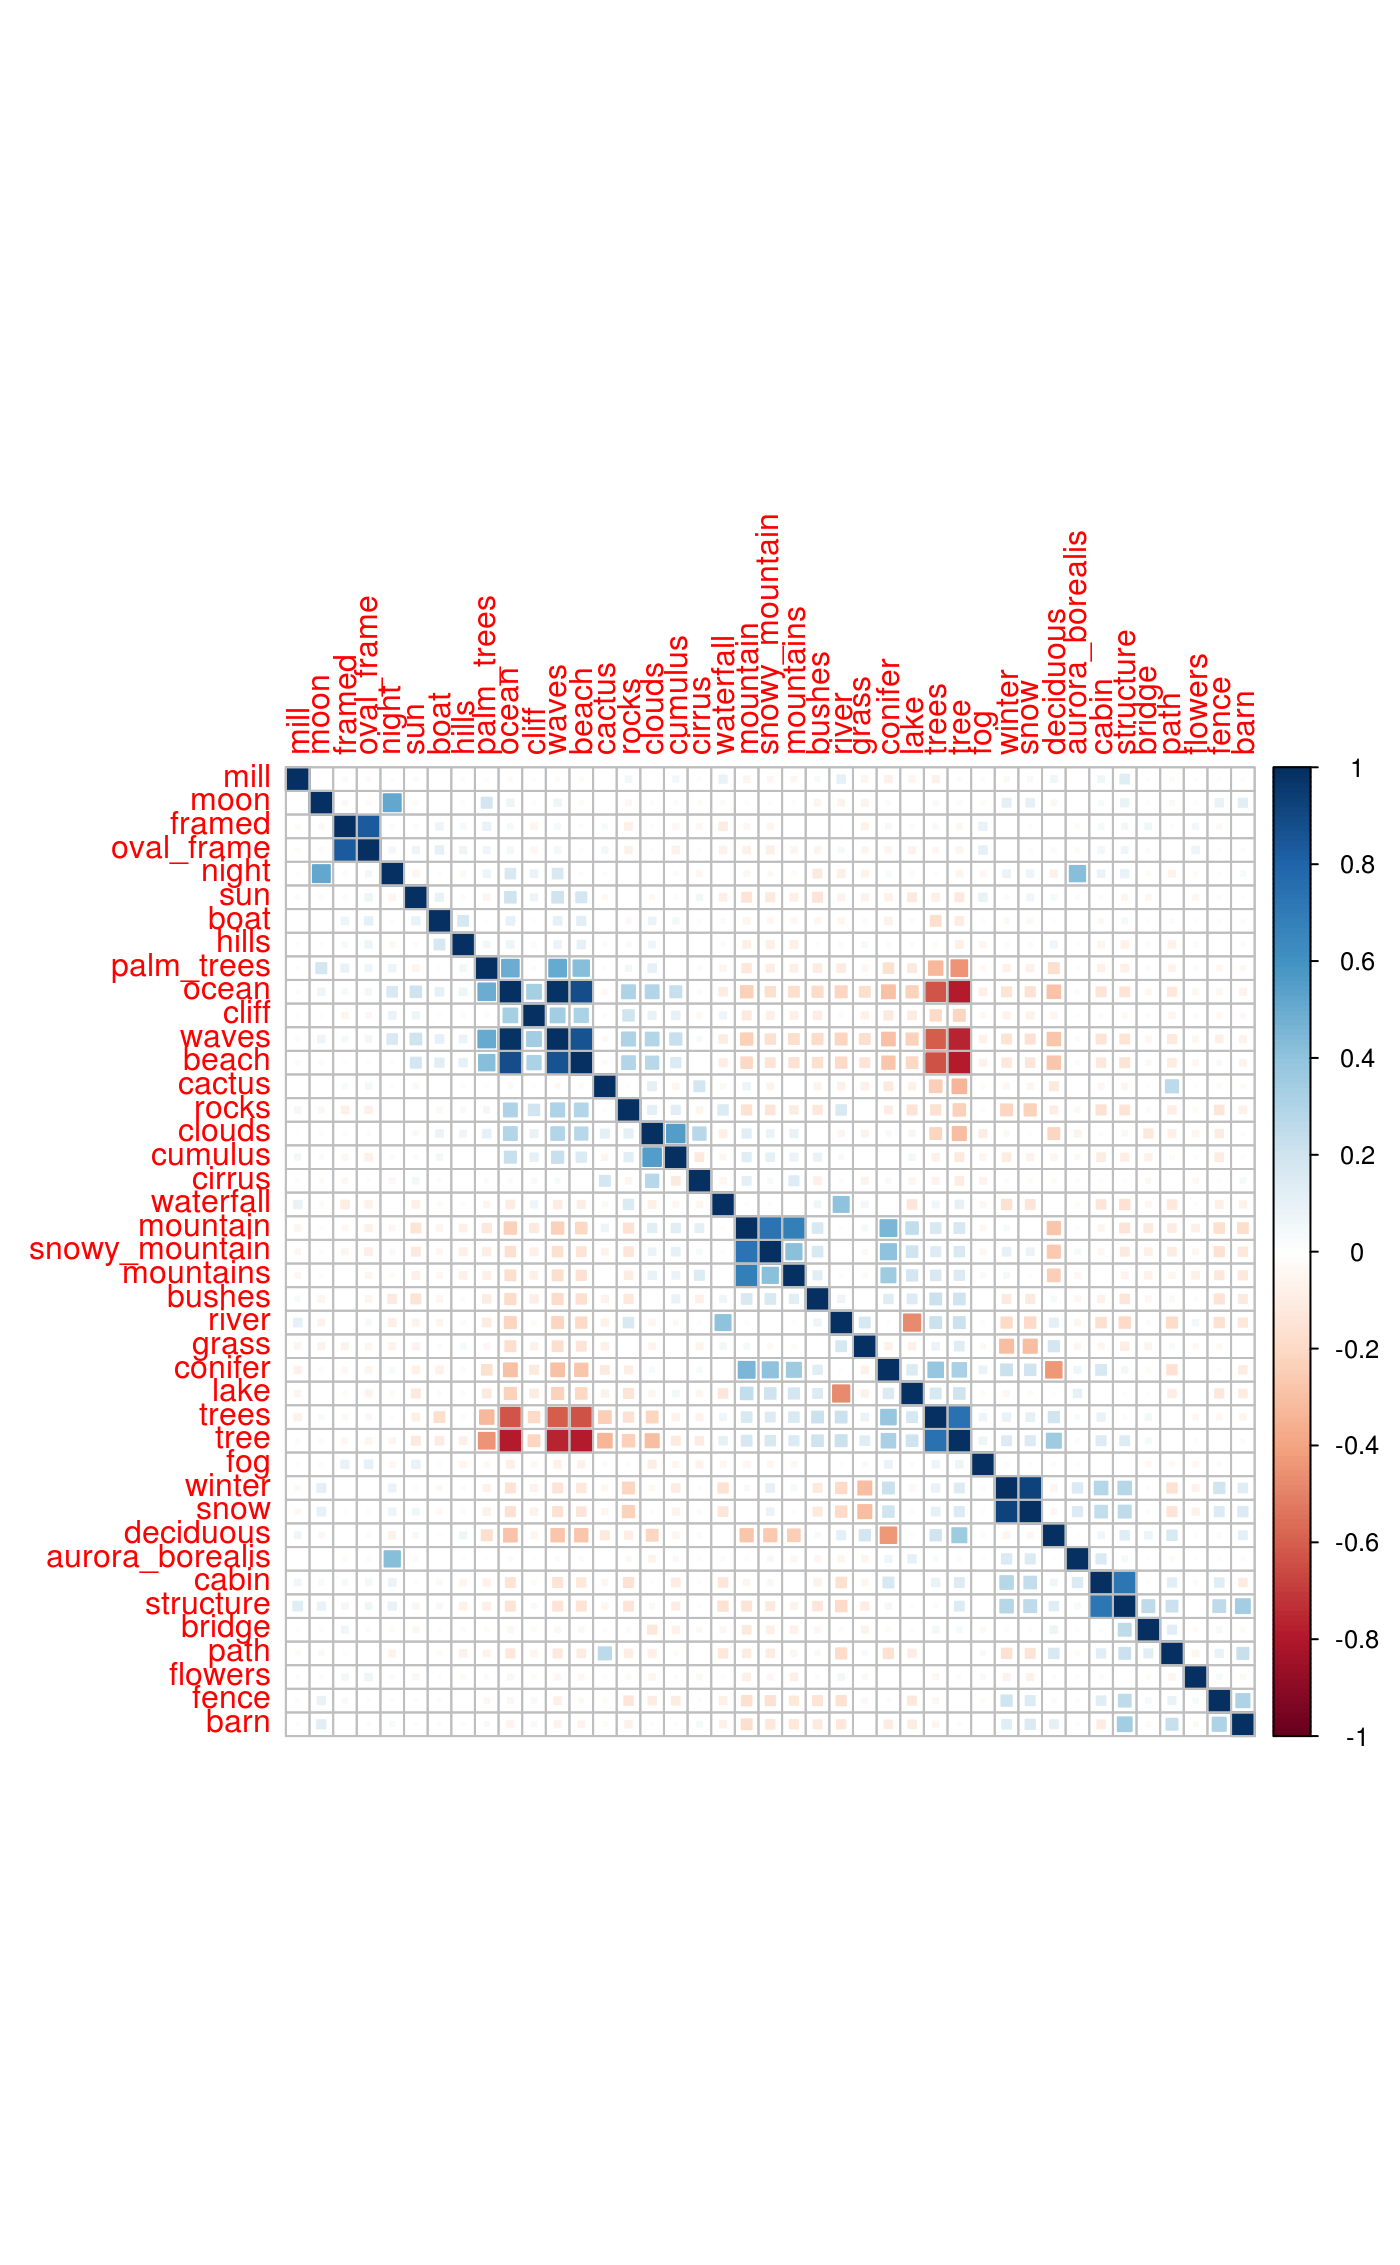 mill
moon
framed
oval_frame
night
sun
boat
hills
palm_trees
ocean
cliff
waves
beach
cactus
rocks
clouds
cumulus
cirrus
waterfall
mountain
snowy_mountain
mountains
bushes
river
grass
conifer
lake
trees
tree
fog
winter
snow
deciduous
aurora_borealis
cabin
structure
bridge
path
flowers
fence
barn
mill
moon
framed
oval_frame
night
sun
boat
hills
palm_trees
ocean
cliff
waves
beach
cactus
rocks
clouds
cumulus
cirrus
waterfall
mountain
snowy_mountain
mountains
bushes
river
grass
conifer
lake
trees
tree
fog
winter
snow
deciduous
aurora_borealis
cabin
structure
bridge
path
flowers
fence
barn
1
0.8
0.6
0.4
0.2
0
-0.2
-0.4
-0.6
-0.8
-1